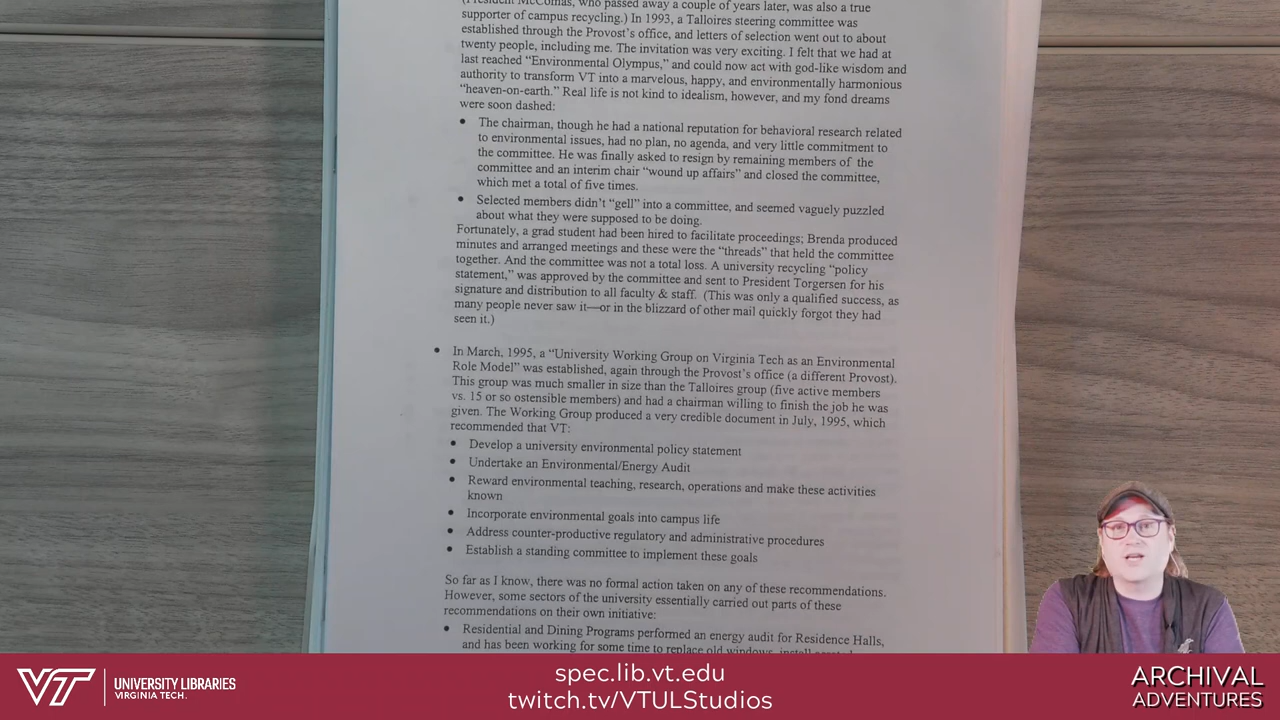 (President McComas, who passed away a couple of years later, was also a true
supporter of campus recycling.) In 1993, a Talloires steering committee was
established through the Provost's office, and letters of selection went out to about
twenty people, including me. The invitation was very exciting. I felt that we had at
last reached “Environmental Olympus,” and could now act with god-like wisdom and
authority to transform VT into a marvelous, happy, and environmentally harmonious
“heaven-on-earth.” Real life is not kind to idealism, however, and my fond dreams
were soon dashed:
• The chairman, though he had a national reputation for behavioral research related
to environmental issues, had no plan, no agenda, and very little commitment to
the committee. He was finally asked to resign by remaining members of the
committee and an interim chair “wound up affairs” and closed the committee,
which met a total of five times.
• Selected members didn't “gell” into a committee, and seemed vaguely puzzled
about what they were supposed to be doing.
Fortunately, a grad student had been hired to facilitate proceedings; Brenda produced
minutes and arranged meetings and these were the “threads” that held the committee
together. And the committee was not a total loss. A university recycling “policy
statement,” was approved by the committee and sent to President Torgersen for his
signature and distribution to all faculty & staff. (This was only a qualified success, as
many people never saw it—or in the blizzard of other mail quickly forgot they had
seen it.)
• In March, 1995, a “University Working Group on Virginia Tech as an Environmental
Role Model” was established, again through the Provost's office (a different Provost).
This group was much smaller in size than the Talloires group (five active members
vs. 15 or so ostensible members) and had a chairman willing to finish the job he was
given. The Working Group produced a very credible document in July, 1995, which
recommended that VT:
• Develop a university environmental policy statement
• Undertake an Environmental/Energy Audit
• Reward environmental teaching, research, operations and make these activities
known
• Incorporate environmental goals into campus life
• Address counter-productive regulatory and administrative procedures
• Establish a standing committee to implement these goals
So far as I know, there was no formal action taken on any of these recommendations.
However, some sectors of the university essentially carried out parts of these
recommendations on their own initiative:
• Residential and Dining Programs performed an energy audit for Residence Halls,
and has been working for some time to replace old windows, install
VT
UNIVERSITY LIBRARIES
VIRGINIA TECH.
spec.lib.vt.edu
twitch.tv/VTULStudios
ARCHIVAL
ADVENTURES